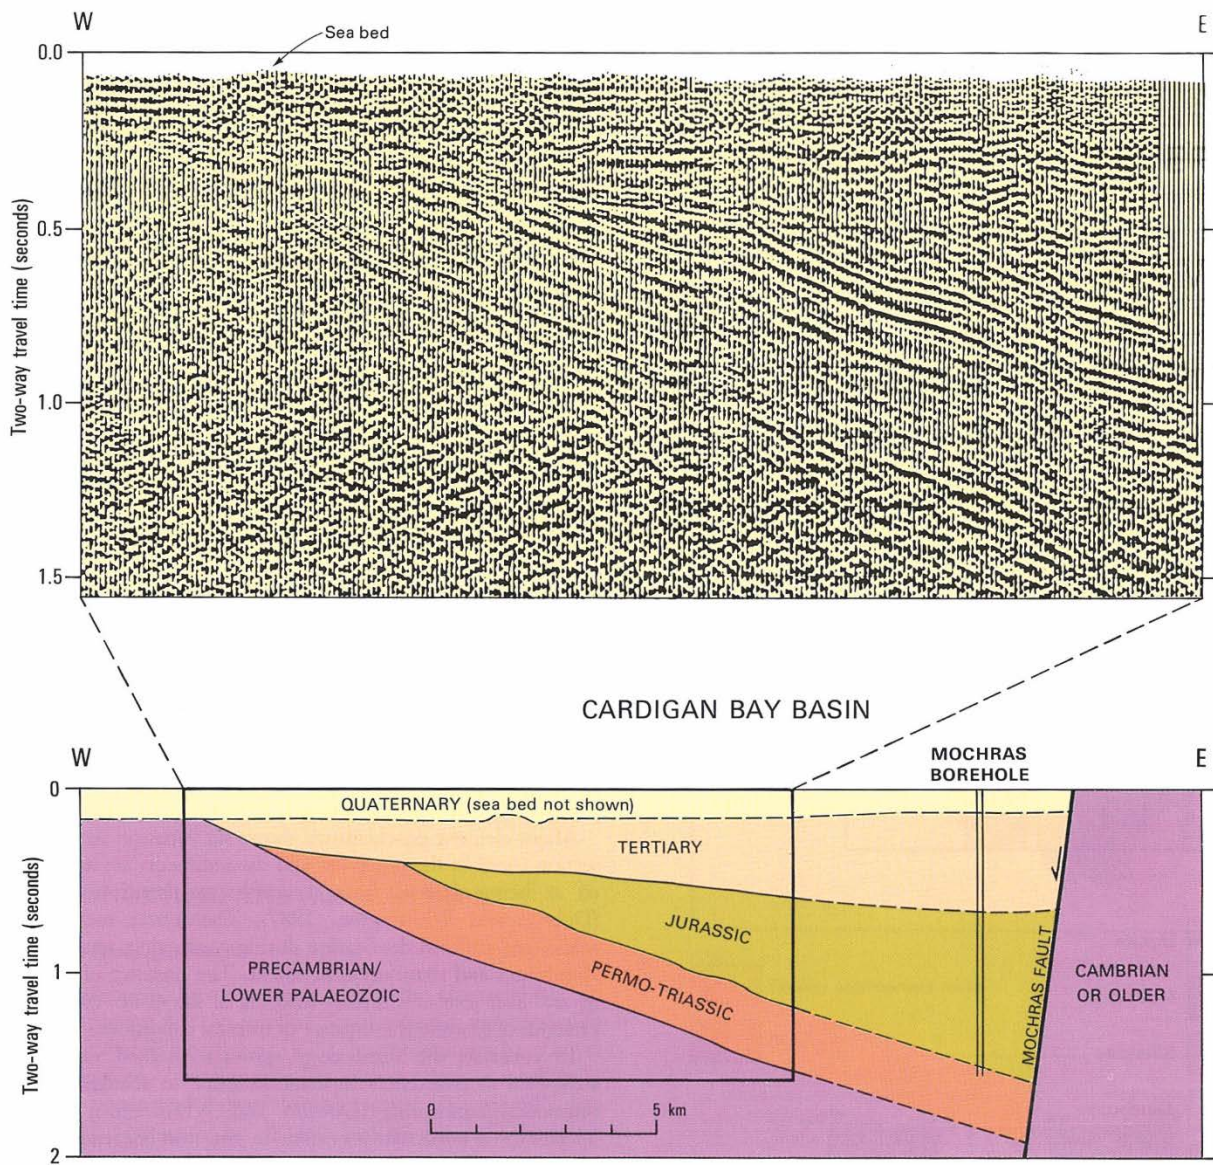 W
E
Sea bed
0.0
0.5
1.0
1.5
Two-way travel time (seconds)
CARDIGAN BAY BASIN
W
MOCHRAS
BOREHOLE
E
0
1
2
Two-way travel time (seconds)
QUATERNARY (sea bed not shown)
TERTIARY
JURASSIC
PERMO-TRIASSIC
PRECAMBRIAN/
LOWER PALAEOZOIC
MOCHRAS FAULT
CAMBRIAN
OR OLDER
0
5 km